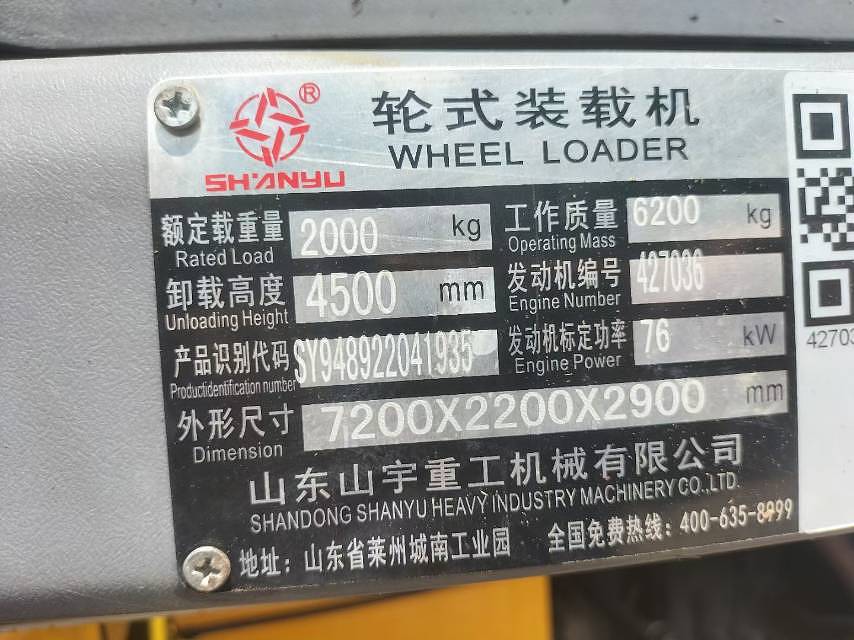 ®
SHANYU
轮式装载机
WHEEL LOADER
额定载重量 2000 kg 工作质量 6200 kg
Rated Load Operating Mass
卸载高度 4500 mm 发动机编号 427036
Unloading Height Engine Number
产品识别代码 SY948922041935 发动机标定功率 76 kW
Productidentification number Engine Power
外形尺寸 7200X2200X2900 mm
Dimension
山东山宇重工机械有限公司
SHANDONG SHANYU HEAVY INDUSTRY MACHINERY CO.,LTD.
地址：山东省莱州城南工业园 全国免费热线：400-635-8999
42703